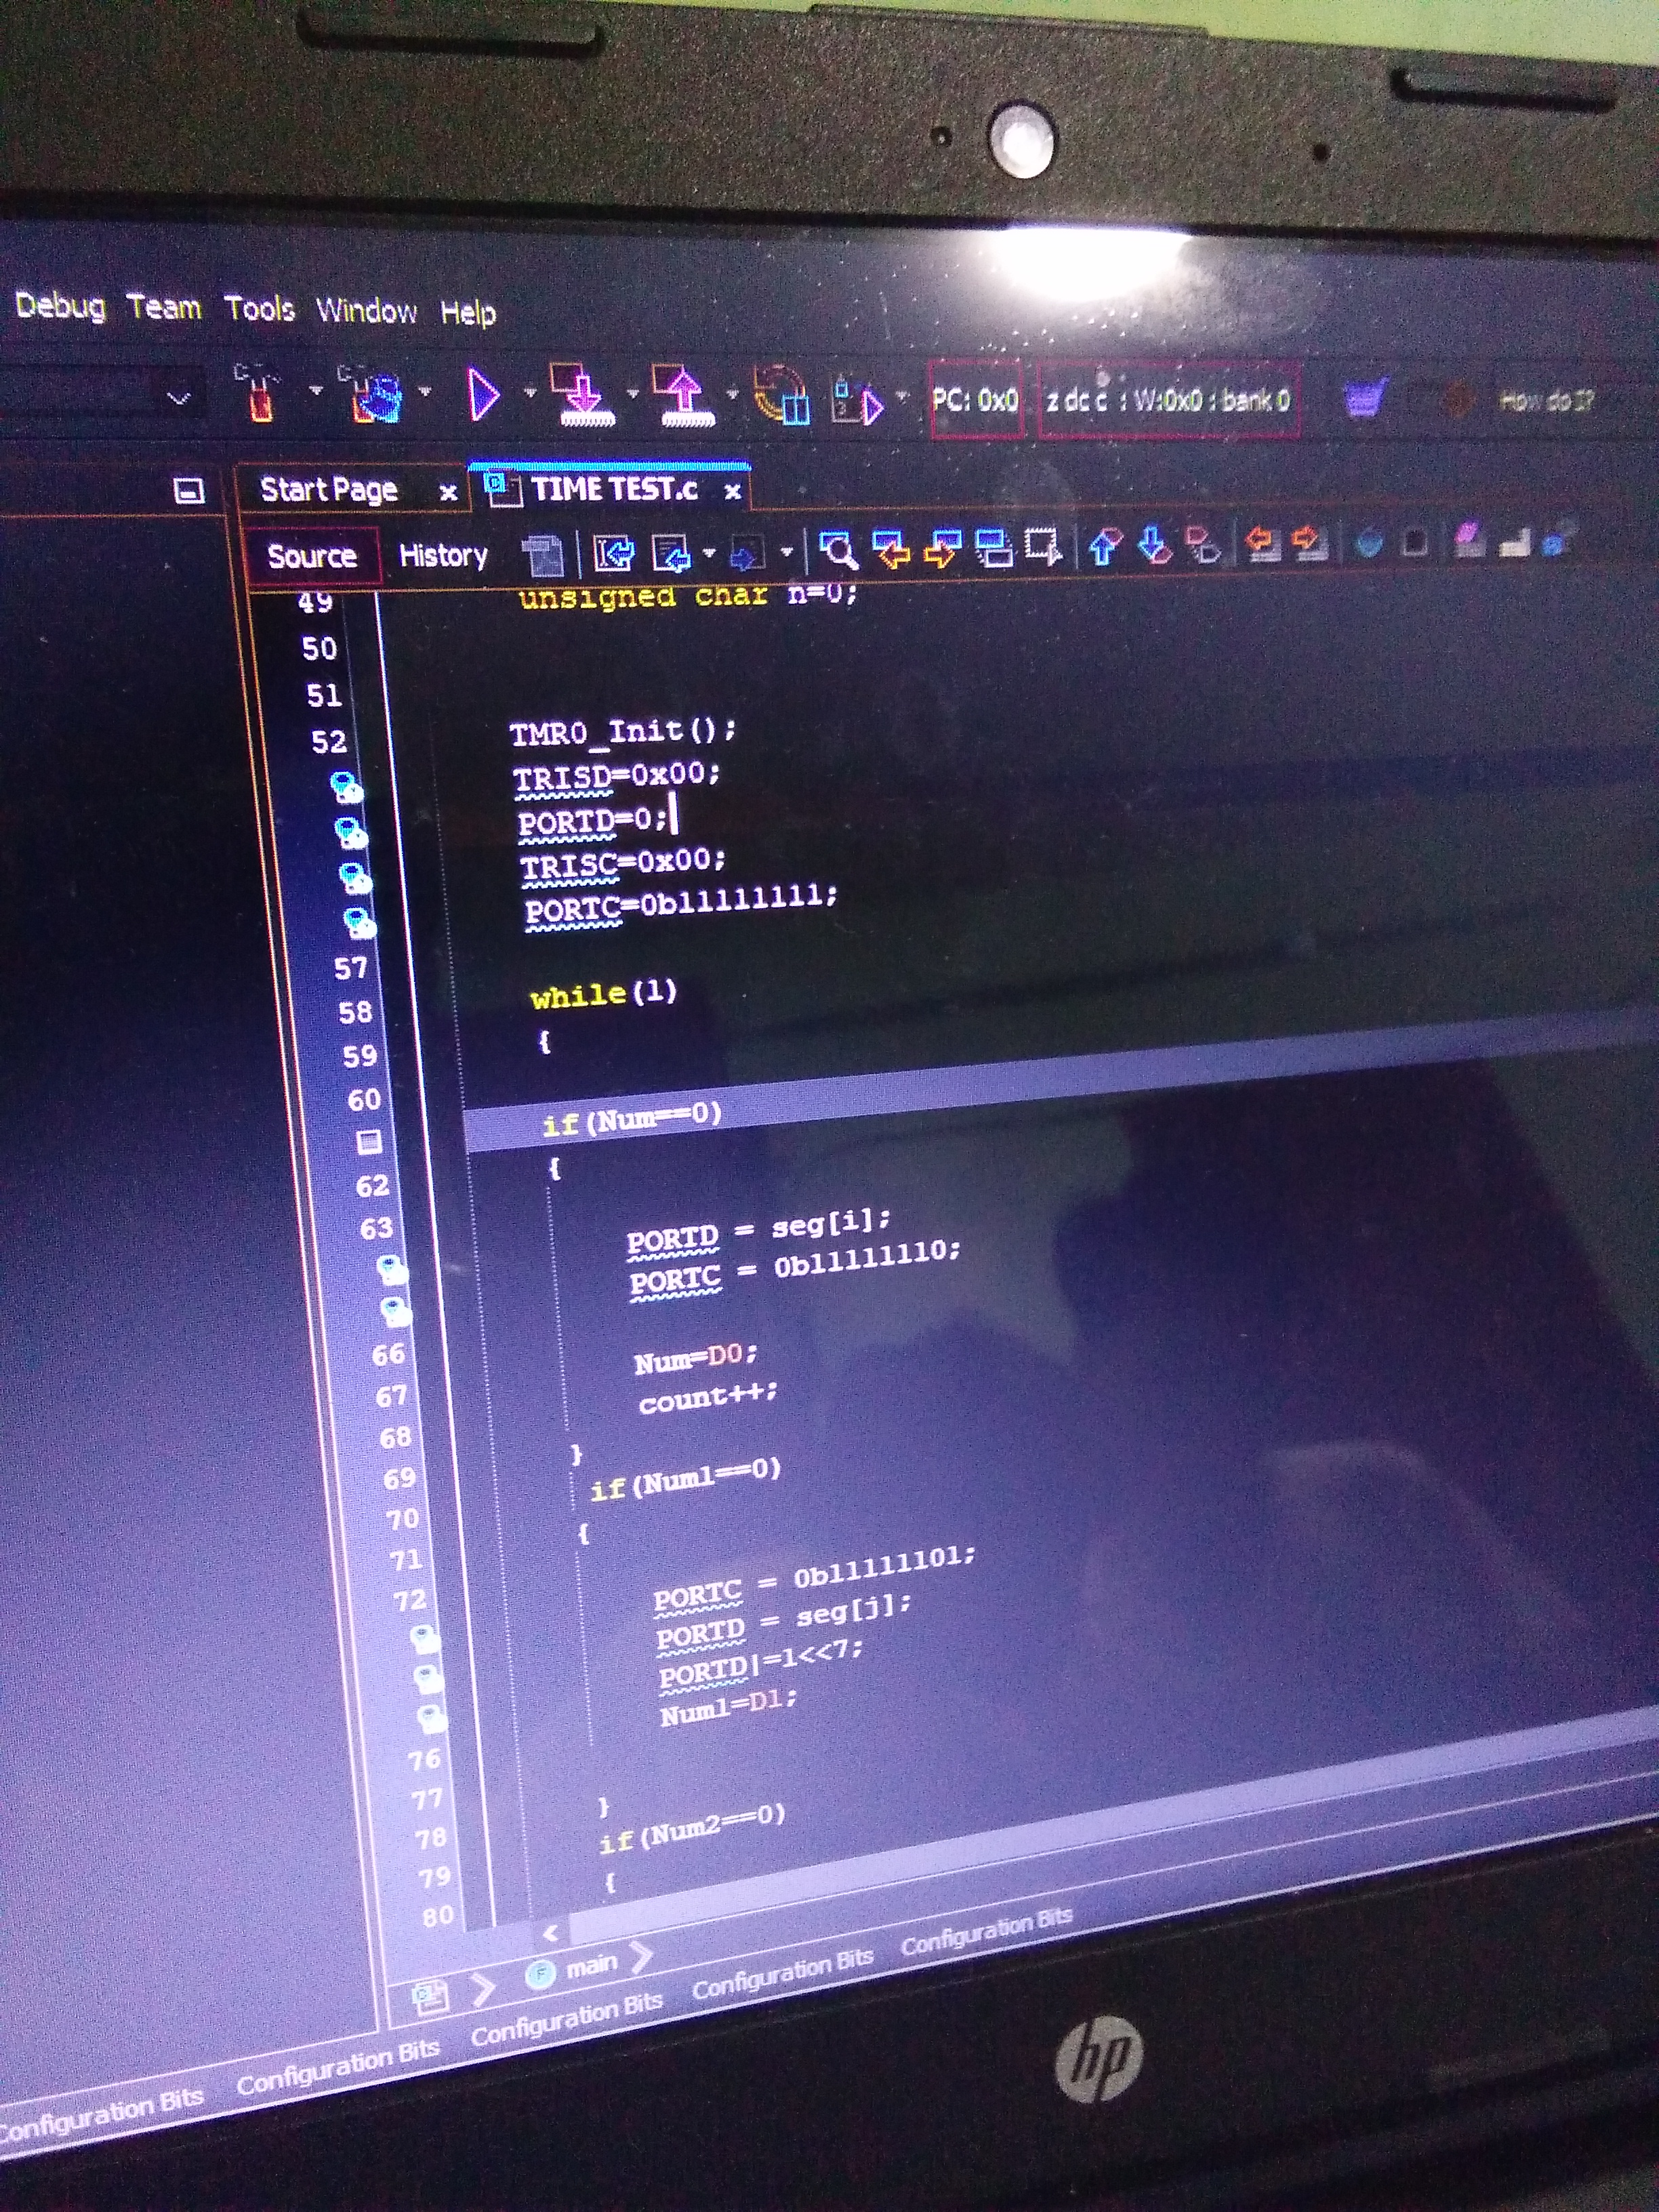 Debug Team Tools Window Help
PC: 0x0 z dc c : W:0x0 : bank 0 How do I?
Start Page x TIME TEST.c x
Source History
49 unsigned char n=0;
50
51
52 TMR0_Init();
TRISD=0x00;
PORTD=0;
TRISC=0x00;
PORTC=0b11111111;
57
58 while(1)
59 {
60
if(Num==0)
62 {
63
PORTD = seg[i];
PORTC = 0b11111110;
66
67 Num=D0;
68 count++;
69 }
70 if(Num1==0)
71 {
72
PORTC = 0b11111101;
PORTD = seg[j];
PORTD|=1<<7;
76 Num1=D1;
77
78 }
79 if(Num2==0)
80 {
F main
Configuration Bits Configuration Bits Configuration Bits Configuration Bits Configuration Bits
hp